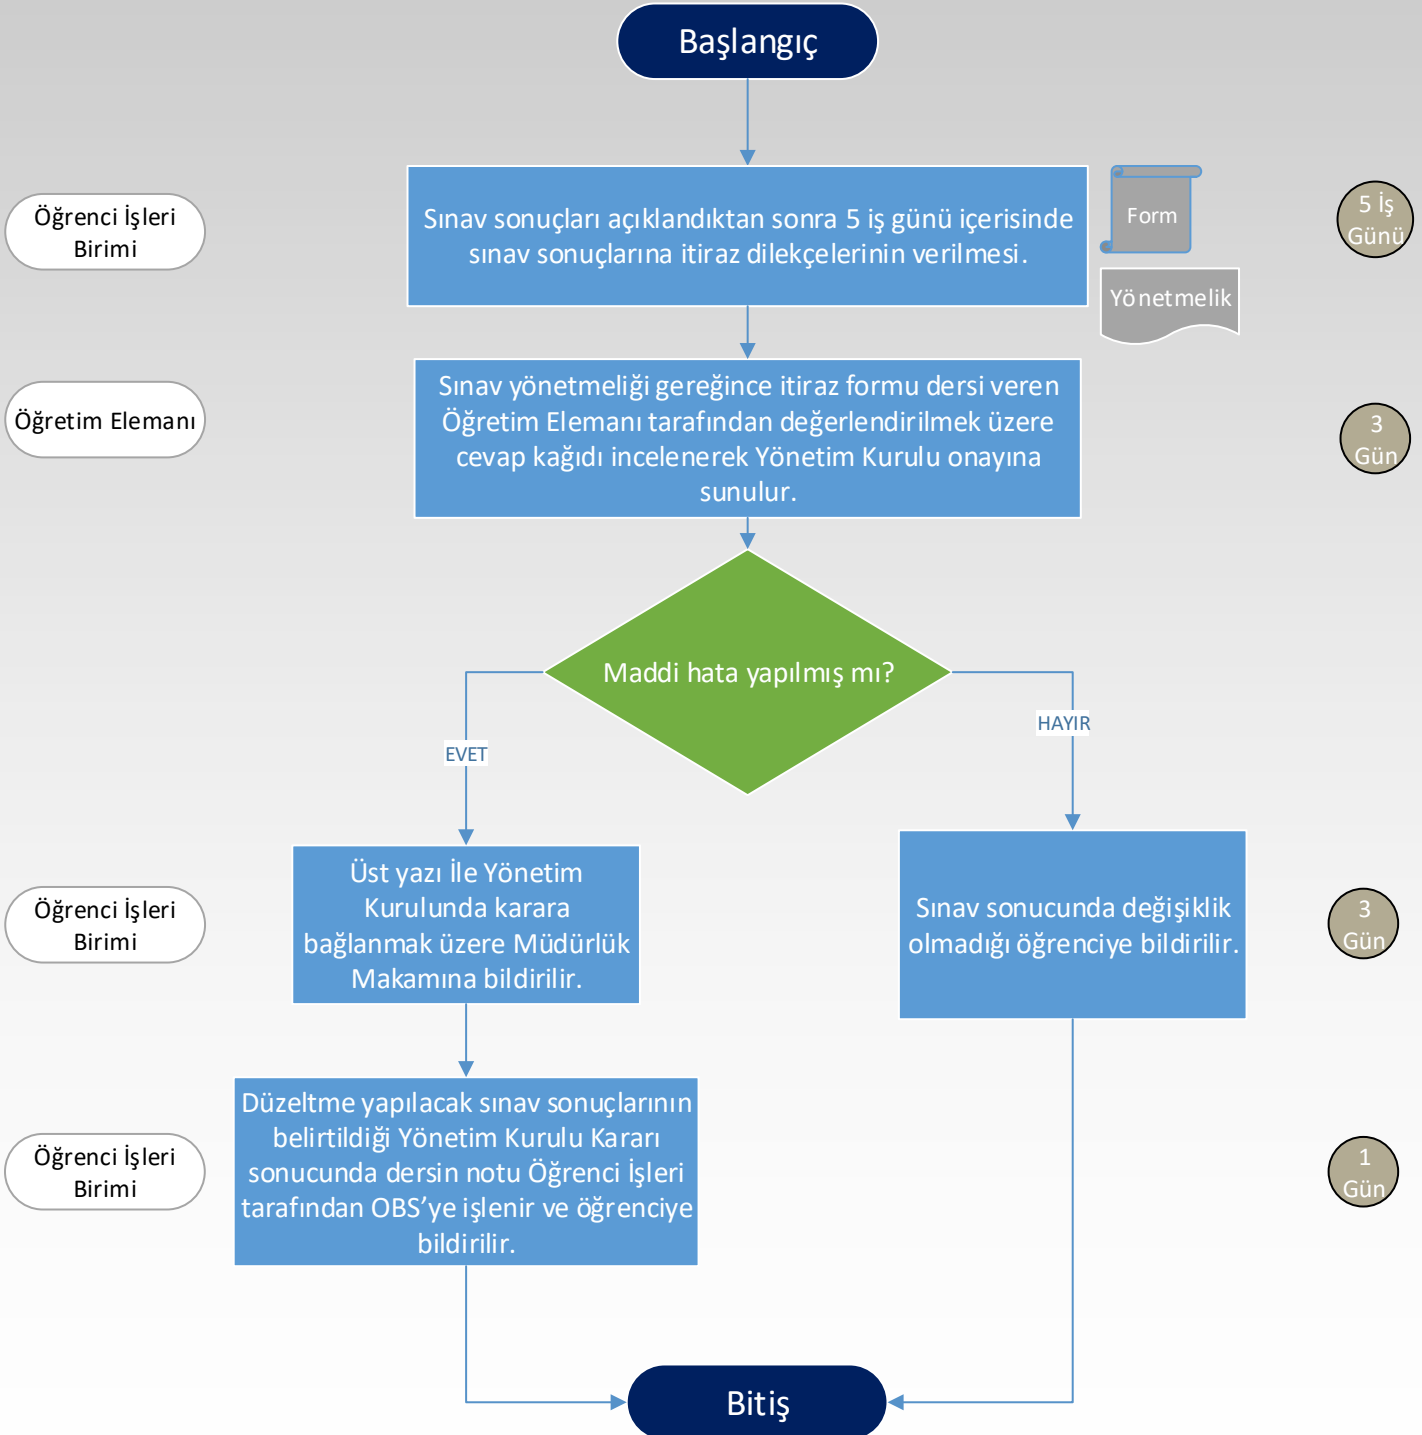 Başlangıç
Öğrenci İşleri
Birimi
Sınav sonuçları açıklandıktan sonra 5 iş günü içerisinde
sınav sonuçlarına itiraz dilekçelerinin verilmesi.
Form
Yönetmelik
5 İş
Günü
Öğretim Elemanı
Sınav yönetmeliği gereğince itiraz formu dersi veren
Öğretim Elemanı tarafından değerlendirilmek üzere
cevap kağıdı incelenerek Yönetim Kurulu onayına
sunulur.
3
Gün
Maddi hata yapılmış mı?
EVET
HAYIR
Öğrenci İşleri
Birimi
Üst yazı İle Yönetim
Kurulunda karara
bağlanmak üzere Müdürlük
Makamına bildirilir.
Sınav sonucunda değişiklik
olmadığı öğrenciye bildirilir.
3
Gün
Öğrenci İşleri
Birimi
Düzeltme yapılacak sınav sonuçlarının
belirtildiği Yönetim Kurulu Kararı
sonucunda dersin notu Öğrenci İşleri
tarafından OBS’ye işlenir ve öğrenciye
bildirilir.
1
Gün
Bitiş